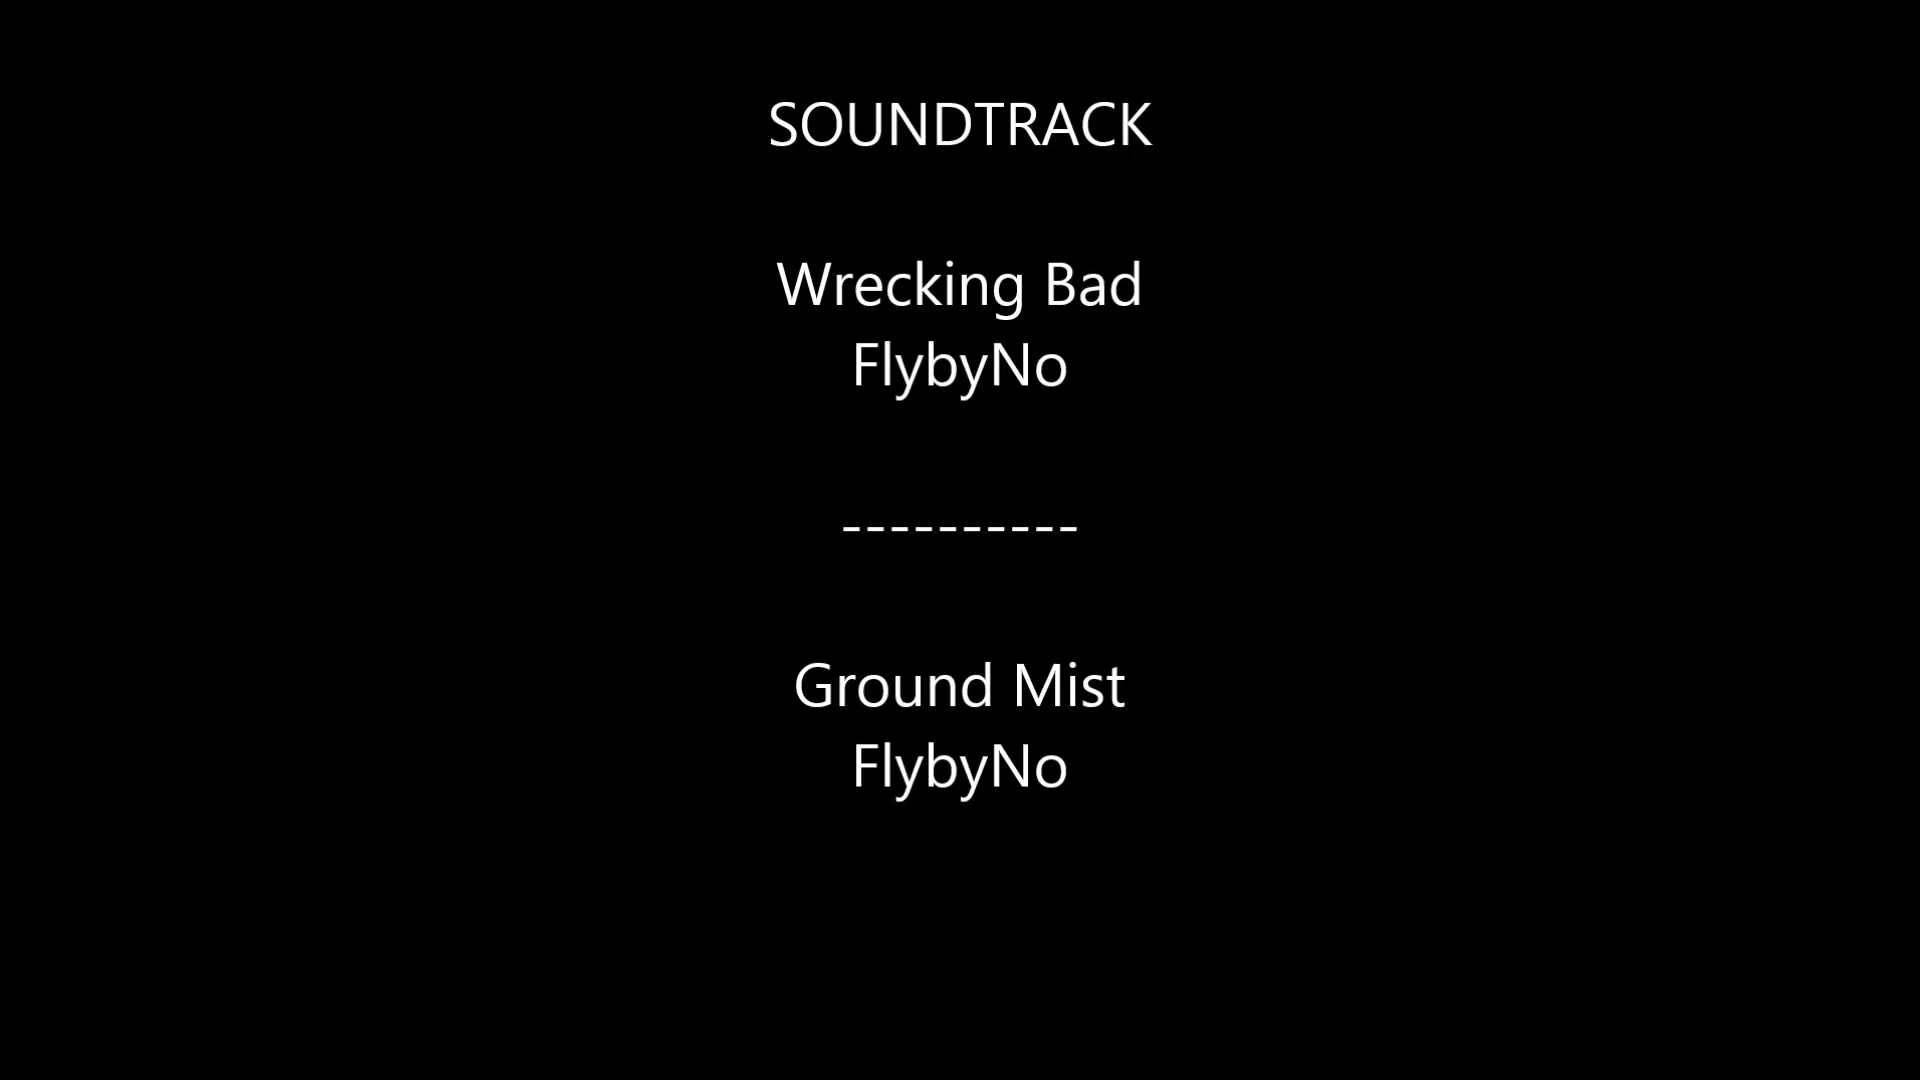 SOUNDTRACK
Wrecking Bad
FlybyNo
----------
Ground Mist
FlybyNo